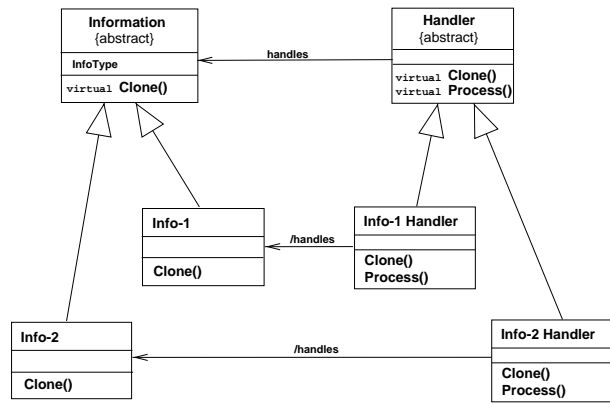 Information
{abstract}
InfoType
virtual Clone()
handles
Handler
{abstract}
virtual Clone()
virtual Process()
Info-1
Clone()
/handles
Info-1 Handler
Clone()
Process()
Info-2
Clone()
/handles
Info-2 Handler
Clone()
Process()